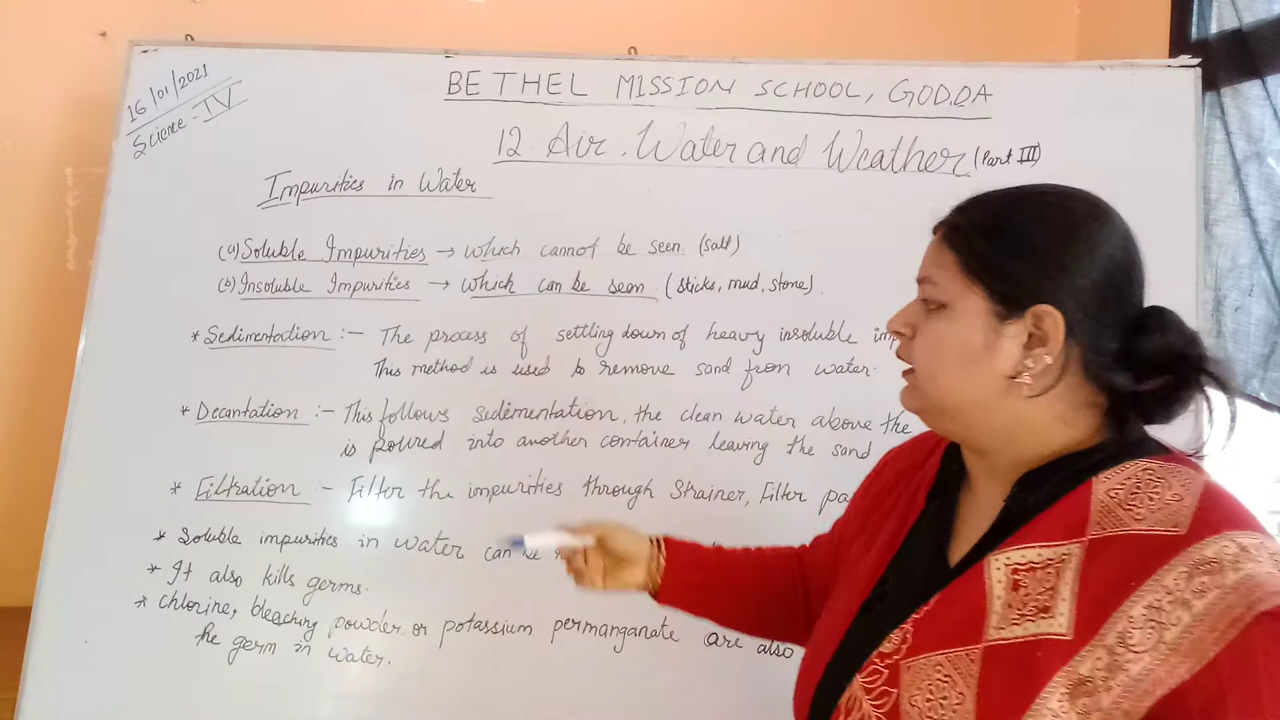 16/01/2021
Science - IV
BETHEL MISSION SCHOOL, GODDA
12 Air, Water and Weather (Part III)
Impurities in Water
(a) Soluble Impurities → which cannot be seen. (salt)
(b) Insoluble Impurities → which can be seen (sticks, mud, stone).
* Sedimentation :- The process of settling down of heavy insoluble
This method is used to remove sand from water.
* Decantation :- This follows sedimentation, the clean water above the
is poured into another container leaving the sand
* Filtration :- Filter the impurities through Strainer, Filter
* Soluble impurities in water can be
* It also kills germs.
* chlorine, bleaching powder or potassium permanganate are also
he germ in water.